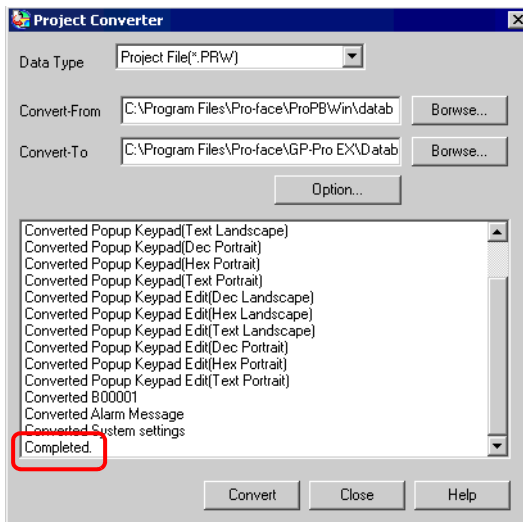 Project Converter
Data Type
Project File(*.PRW)
Convert-From
C:\Program Files\Pro-face\ProPBWin\datab
Borwse...
Convert-To
C:\Program Files\Pro-face\GP-Pro EX\Datab
Borwse...
Option...
Converted Popup Keypad(Text Landscape)
Converted Popup Keypad(Dec Portrait)
Converted Popup Keypad(Hex Portrait)
Converted Popup Keypad(Text Portrait)
Converted Popup Keypad Edit(Dec Landscape)
Converted Popup Keypad Edit(Hex Landscape)
Converted Popup Keypad Edit(Text Landscape)
Converted Popup Keypad Edit(Dec Portrait)
Converted Popup Keypad Edit(Hex Portrait)
Converted Popup Keypad Edit(Text Portrait)
Converted B00001
Converted Alarm Message
Converted System settings
Completed.
Convert
Close
Help